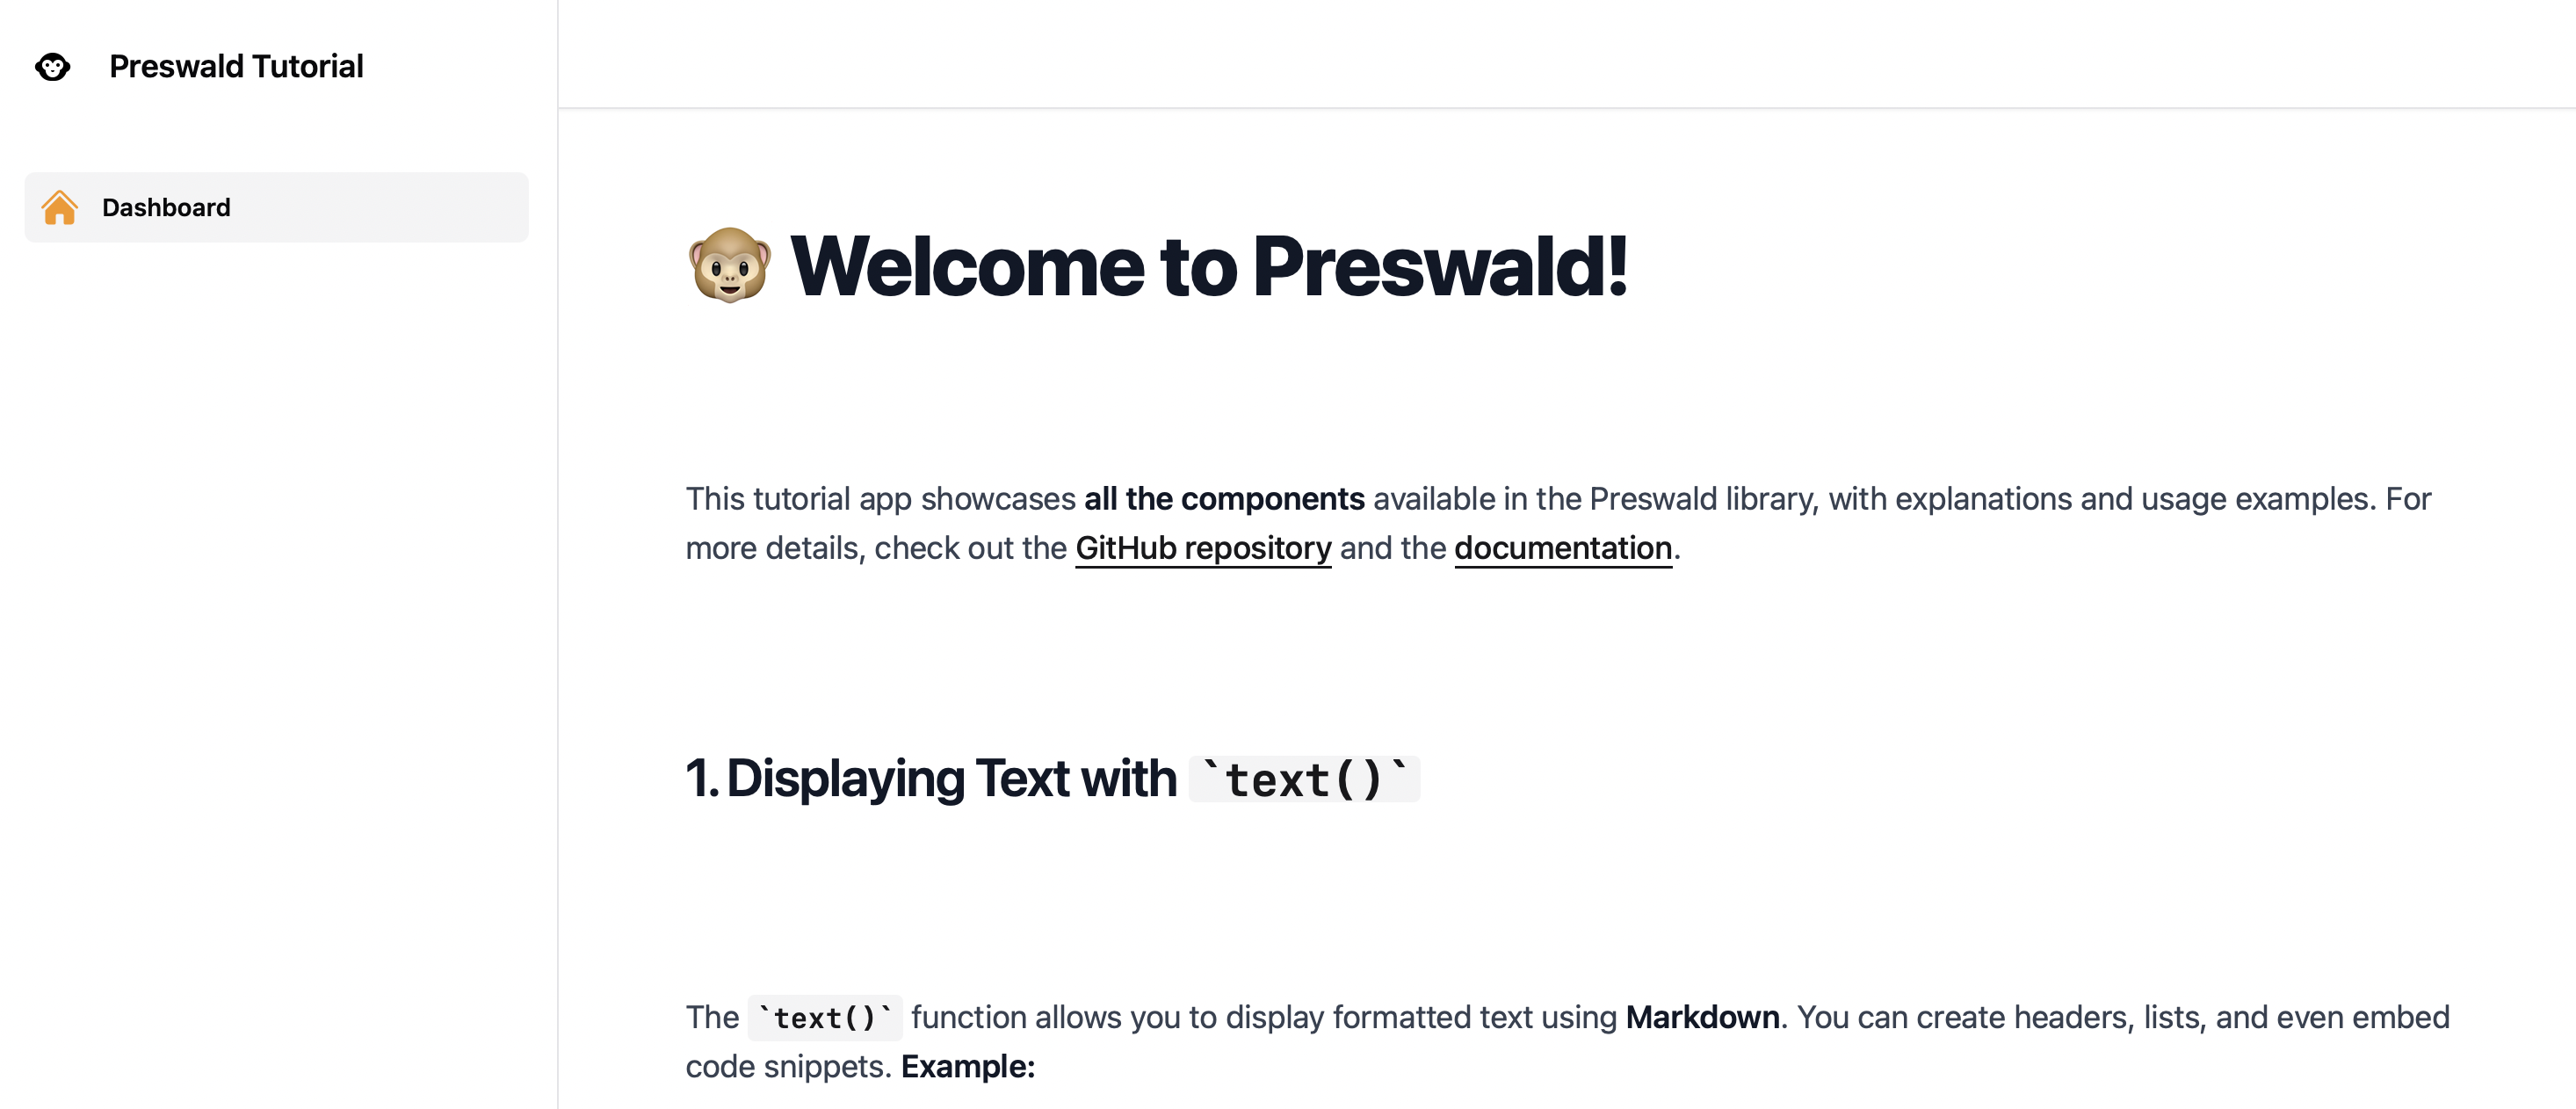 Preswald Tutorial
Dashboard
🐵 Welcome to Preswald!
This tutorial app showcases all the components available in the Preswald library, with explanations and usage examples. For
more details, check out the GitHub repository and the documentation.
1. Displaying Text with `text()`
The `text()` function allows you to display formatted text using Markdown. You can create headers, lists, and even embed
code snippets. Example: